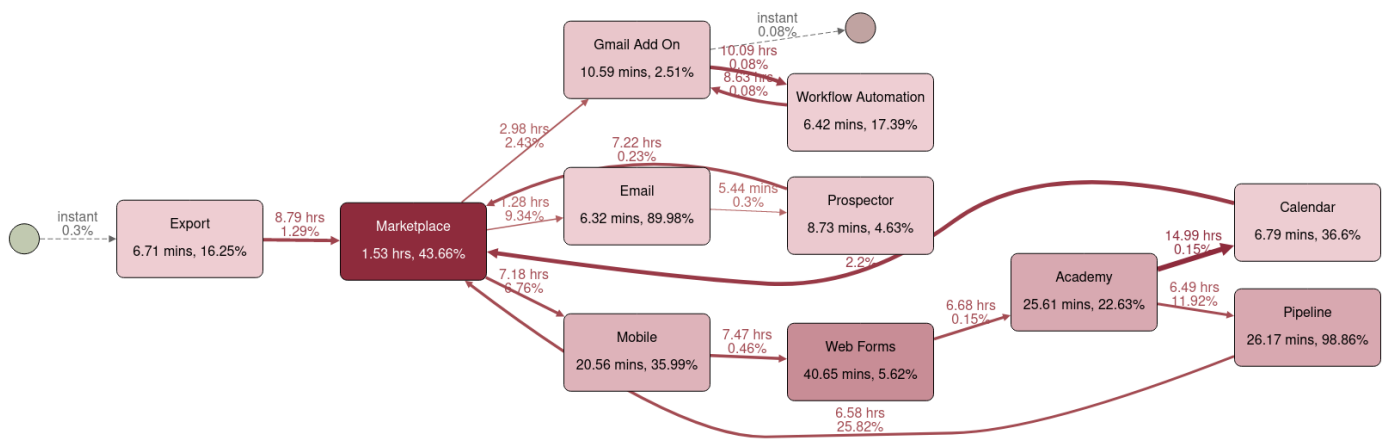 instant
0.08%
Gmail Add On
10.59 mins, 2.51%
10.09 hrs
0.08%
8.63 hrs
0.08%
Workflow Automation
6.42 mins, 17.39%
2.98 hrs
2.43%
7.22 hrs
0.23%
Email
6.32 mins, 89.98%
5.44 mins
0.3%
Prospector
8.73 mins, 4.63%
instant
0.3%
Export
6.71 mins, 16.25%
8.79 hrs
1.29%
Marketplace
1.53 hrs, 43.66%
1.28 hrs
9.34%
2.2%
Calendar
6.79 mins, 36.6%
14.99 hrs
0.15%
Academy
25.61 mins, 22.63%
6.49 hrs
11.92%
Pipeline
26.17 mins, 98.86%
7.18 hrs
6.76%
Mobile
20.56 mins, 35.99%
7.47 hrs
0.46%
Web Forms
40.65 mins, 5.62%
6.68 hrs
0.15%
6.58 hrs
25.82%